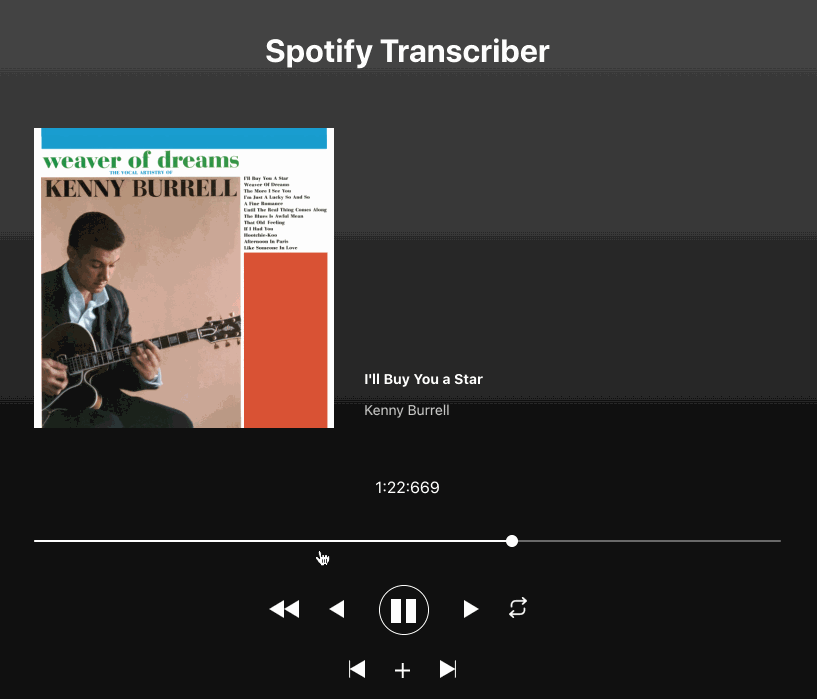 Spotify Transcriber
weaver of dreams
THE VOCAL ARTISTRY OF
KENNY BURRELL
I'll Buy You A Star
Weaver Of Dreams
The More I See You
I'm Just A Lucky So And So
A Fine Romance
Until The Real Thing Comes Along
The Blues Is Awful Mean
That Old Feeling
If I Had You
Hootchie-Koo
Afternoon In Paris
Like Someone In Love
I'll Buy You a Star
Kenny Burrell
1:22:669